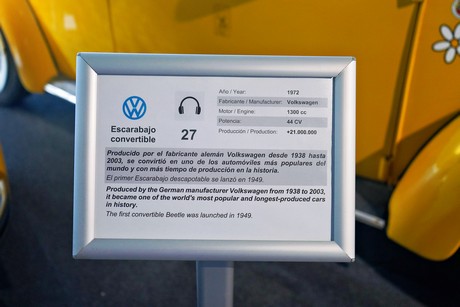 Año / Year: 1972
Fabricante / Manufacturer: Volkswagen
Motor / Engine: 1300 cc
Potencia: 44 CV
Producción / Production: +21.000.000
Escarabajo
convertible
27
Producido por el fabricante alemán Volkswagen desde 1938 hasta
2003, se convirtió en uno de los automóviles más populares del
mundo y con más tiempo de producción en la historia.
El primer Escarabajo descapotable se lanzó en 1949.
Produced by the German manufacturer Volkswagen from 1938 to 2003,
it became one of the world's most popular and longest-produced cars
in history.
The first convertible Beetle was launched in 1949.